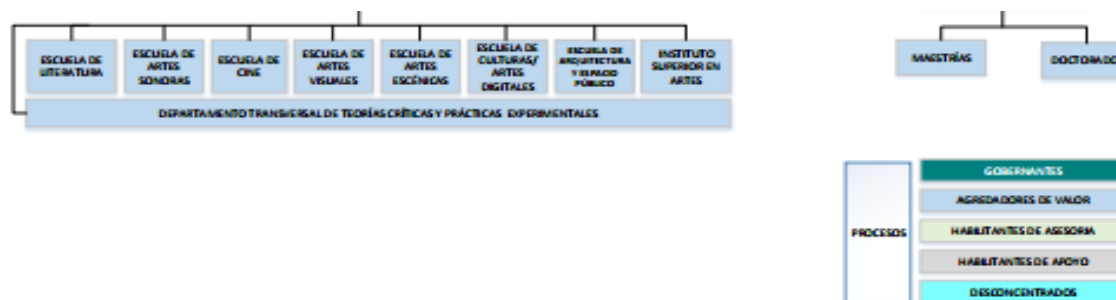 ESCUELA DE
LITERATURA
ESCUELA DE
ARTES
SONORAS
ESCUELA DE
CINE
ESCUELA DE
ARTES
VISUALES
ESCUELA DE
ARTES
ESCÉNICAS
ESCUELA DE
CULTURAS/
ARTES
DIGITALES
ESCUELA DE
ARQUITECTURA
Y ESPACIO
PÚBLICO
INSTITUTO
SUPERIOR EN
ARTES
DEPARTAMENTO TRANSVERSAL DE TEORÍAS CRÍTICAS Y PRÁCTICAS EXPERIMENTALES
MAESTRÍAS
DOCTORADO
PROCESOS
GOBERNANTES
AGREGADORES DE VALOR
HABILITANTES DE ASESORIA
HABILITANTES DE APOYO
DESCONCENTRADOS